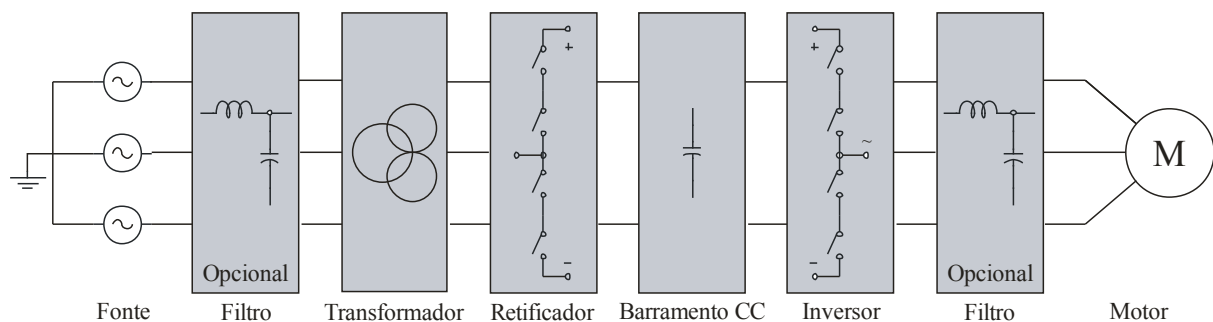 +
–
+
–
~
M
Opcional
Opcional
Fonte
Filtro
Transformador
Retificador
Barramento CC
Inversor
Filtro
Motor